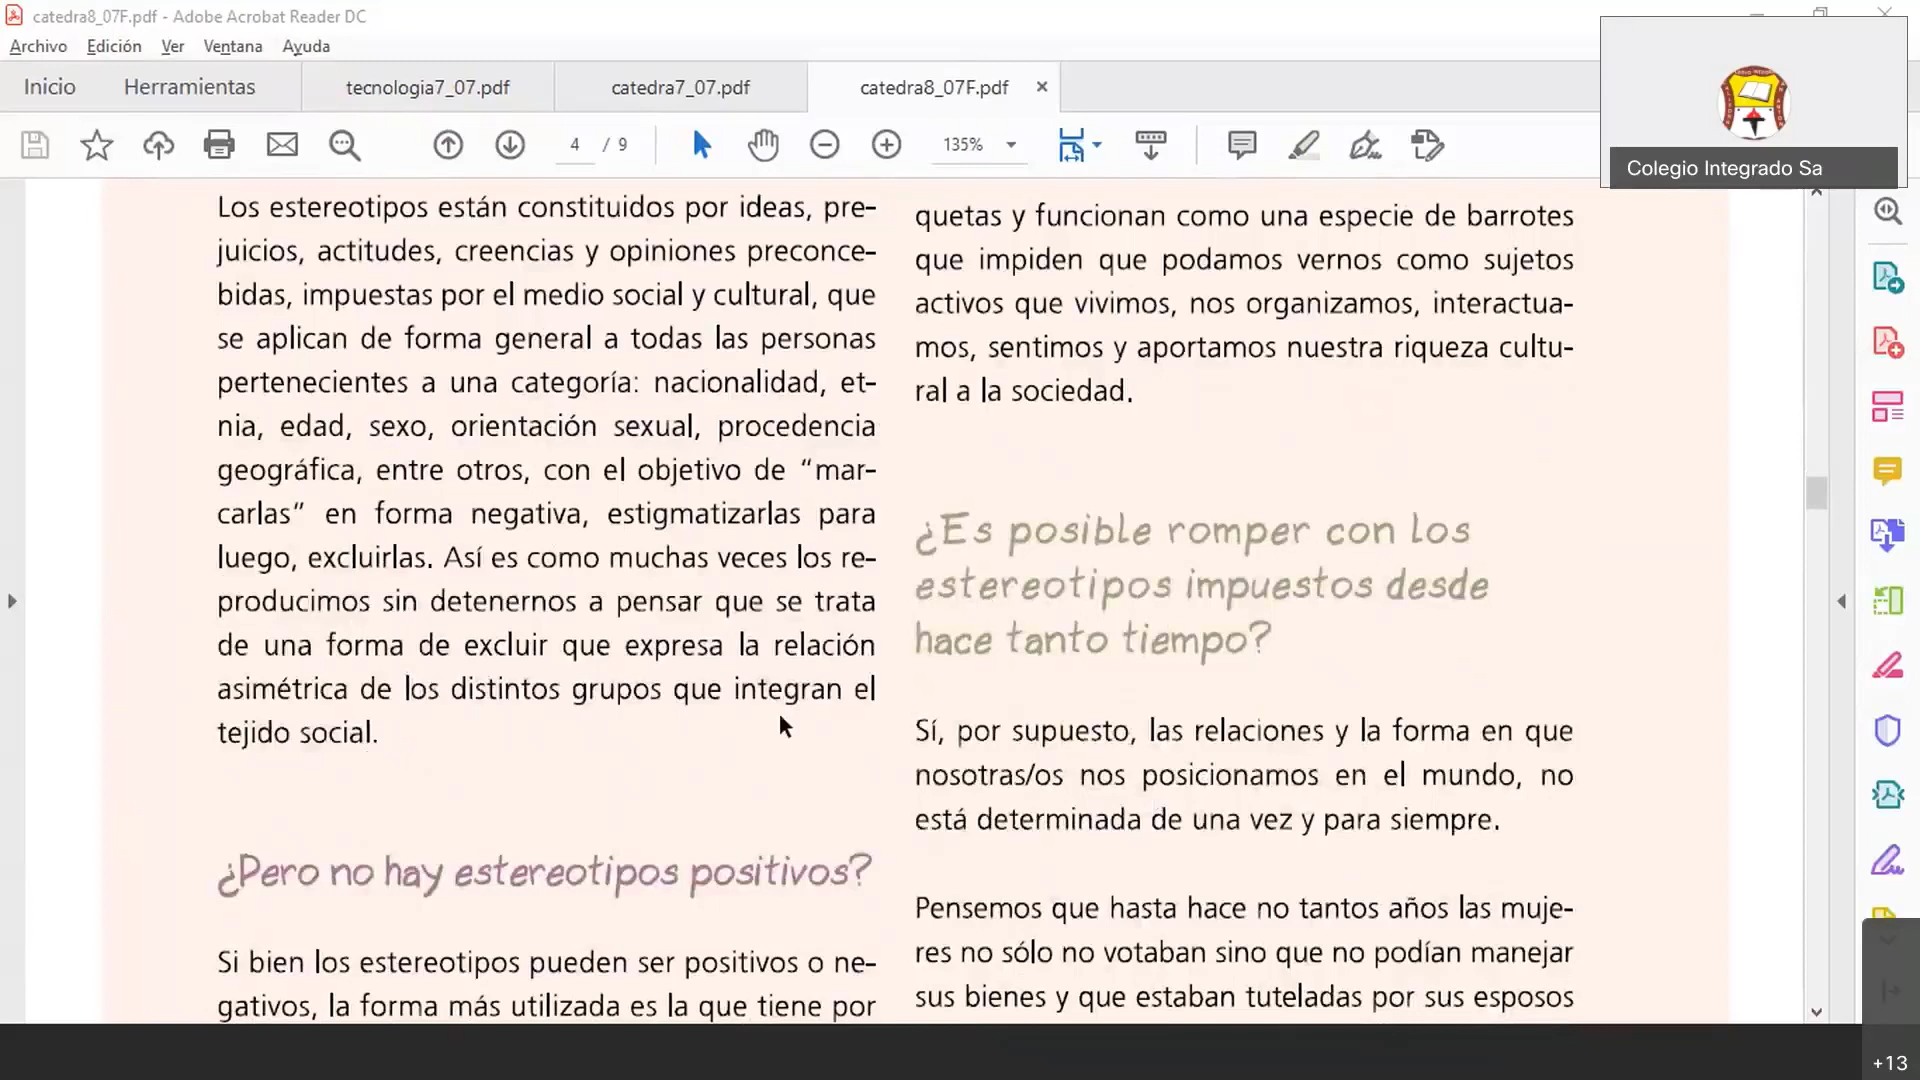 catedra8_07F.pdf - Adobe Acrobat Reader DC
Archivo Edición Ver Ventana Ayuda
Inicio Herramientas tecnologia7_07.pdf catedra7_07.pdf catedra8_07F.pdf
4 / 9 135%
Colegio Integrado Sa
Los estereotipos están constituidos por ideas, pre-
juicios, actitudes, creencias y opiniones preconce-
bidas, impuestas por el medio social y cultural, que
se aplican de forma general a todas las personas
pertenecientes a una categoría: nacionalidad, et-
nia, edad, sexo, orientación sexual, procedencia
geográfica, entre otros, con el objetivo de “mar-
carlas” en forma negativa, estigmatizarlas para
luego, excluirlas. Así es como muchas veces los re-
producimos sin detenernos a pensar que se trata
de una forma de excluir que expresa la relación
asimétrica de los distintos grupos que integran el
tejido social.
¿Pero no hay estereotipos positivos?
Si bien los estereotipos pueden ser positivos o ne-
gativos, la forma más utilizada es la que tiene por
quetas y funcionan como una especie de barrotes
que impiden que podamos vernos como sujetos
activos que vivimos, nos organizamos, interactua-
mos, sentimos y aportamos nuestra riqueza cultu-
ral a la sociedad.
¿Es posible romper con los
estereotipos impuestos desde
hace tanto tiempo?
Sí, por supuesto, las relaciones y la forma en que
nosotras/os nos posicionamos en el mundo, no
está determinada de una vez y para siempre.
Pensemos que hasta hace no tantos años las muje-
res no sólo no votaban sino que no podían manejar
sus bienes y que estaban tuteladas por sus esposos
+13